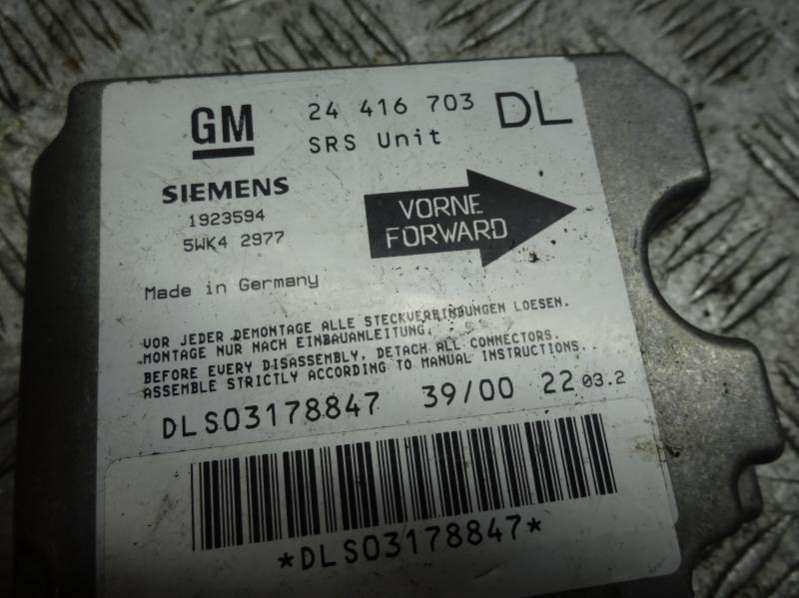 GM 24 416 703 DL
SRS Unit
SIEMENS
1923594
5WK4 2977
VORNE
FORWARD
Made in Germany
VOR JEDER DEMONTAGE ALLE STECKVERBINDUNGEN LOESEN.
MONTAGE NUR NACH EINBAUANLEITUNG.
BEFORE EVERY DISASSEMBLY, DETACH ALL CONNECTORS.
ASSEMBLE STRICTLY ACCORDING TO MANUAL INSTRUCTIONS.
DLS03178847 39/00 22 03.2
*DLS03178847*